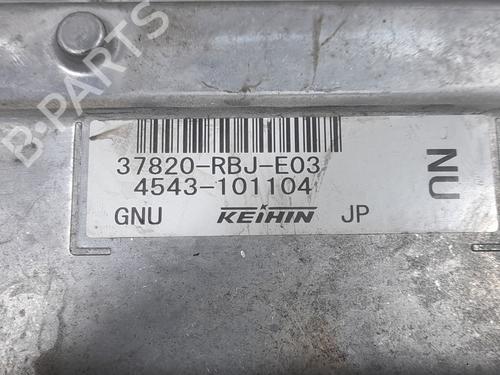 B-PARTS
37820-RBJ-E03
4543-101104
GNU KEIHIN JP
NU